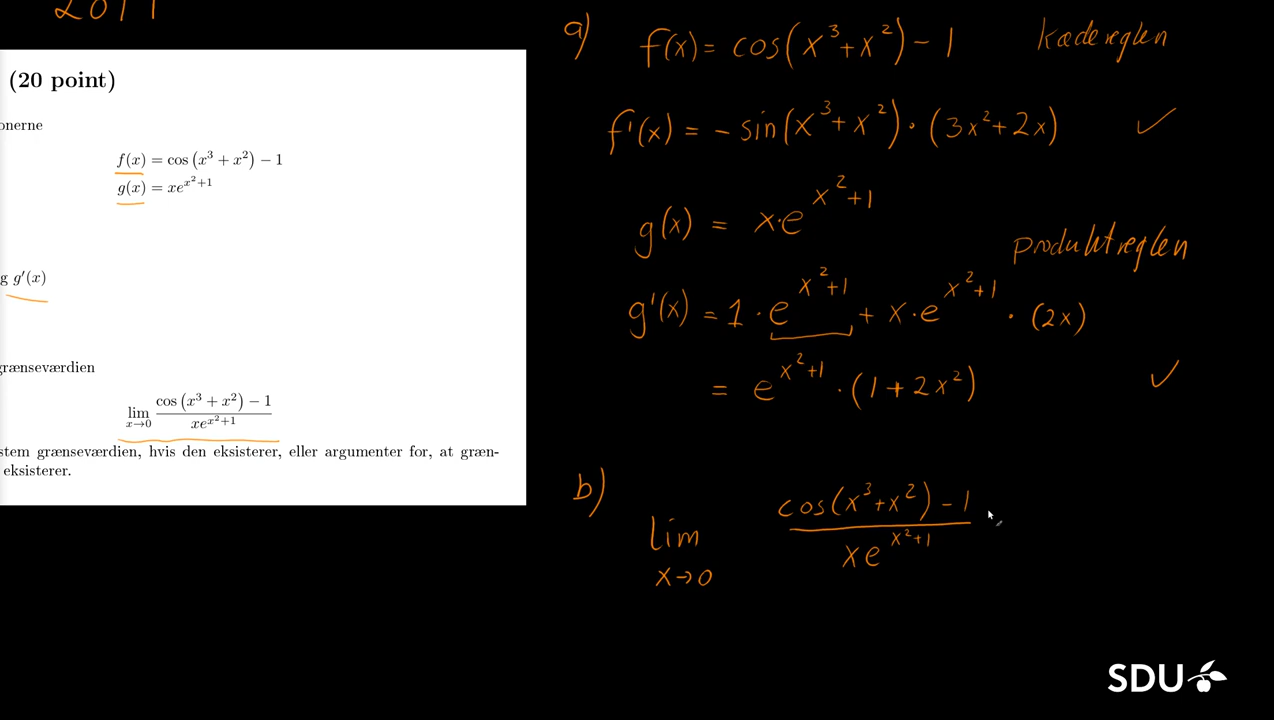 2017
(20 point)
onerne
f(x) = cos (x³ + x²) − 1
g(x) = xe^{x²+1}
g g′(x)
grænseværdien
lim_{x→0} (cos (x³ + x²) − 1) / (xe^{x²+1})
stem grænseværdien, hvis den eksisterer, eller argumenter for, at græn-
eksisterer.
a) f(x) = cos(x³+x²) − 1 kædereglen
f'(x) = − sin(x³+x²) · (3x²+2x) ✓
g(x) = x·e^{x²+1}
produktreglen
g'(x) = 1 · e^{x²+1} + x·e^{x²+1} · (2x)
= e^{x²+1} · (1 + 2x²) ✓
b) lim_{x→0} (cos(x³+x²) − 1) / (xe^{x²+1})
SDU